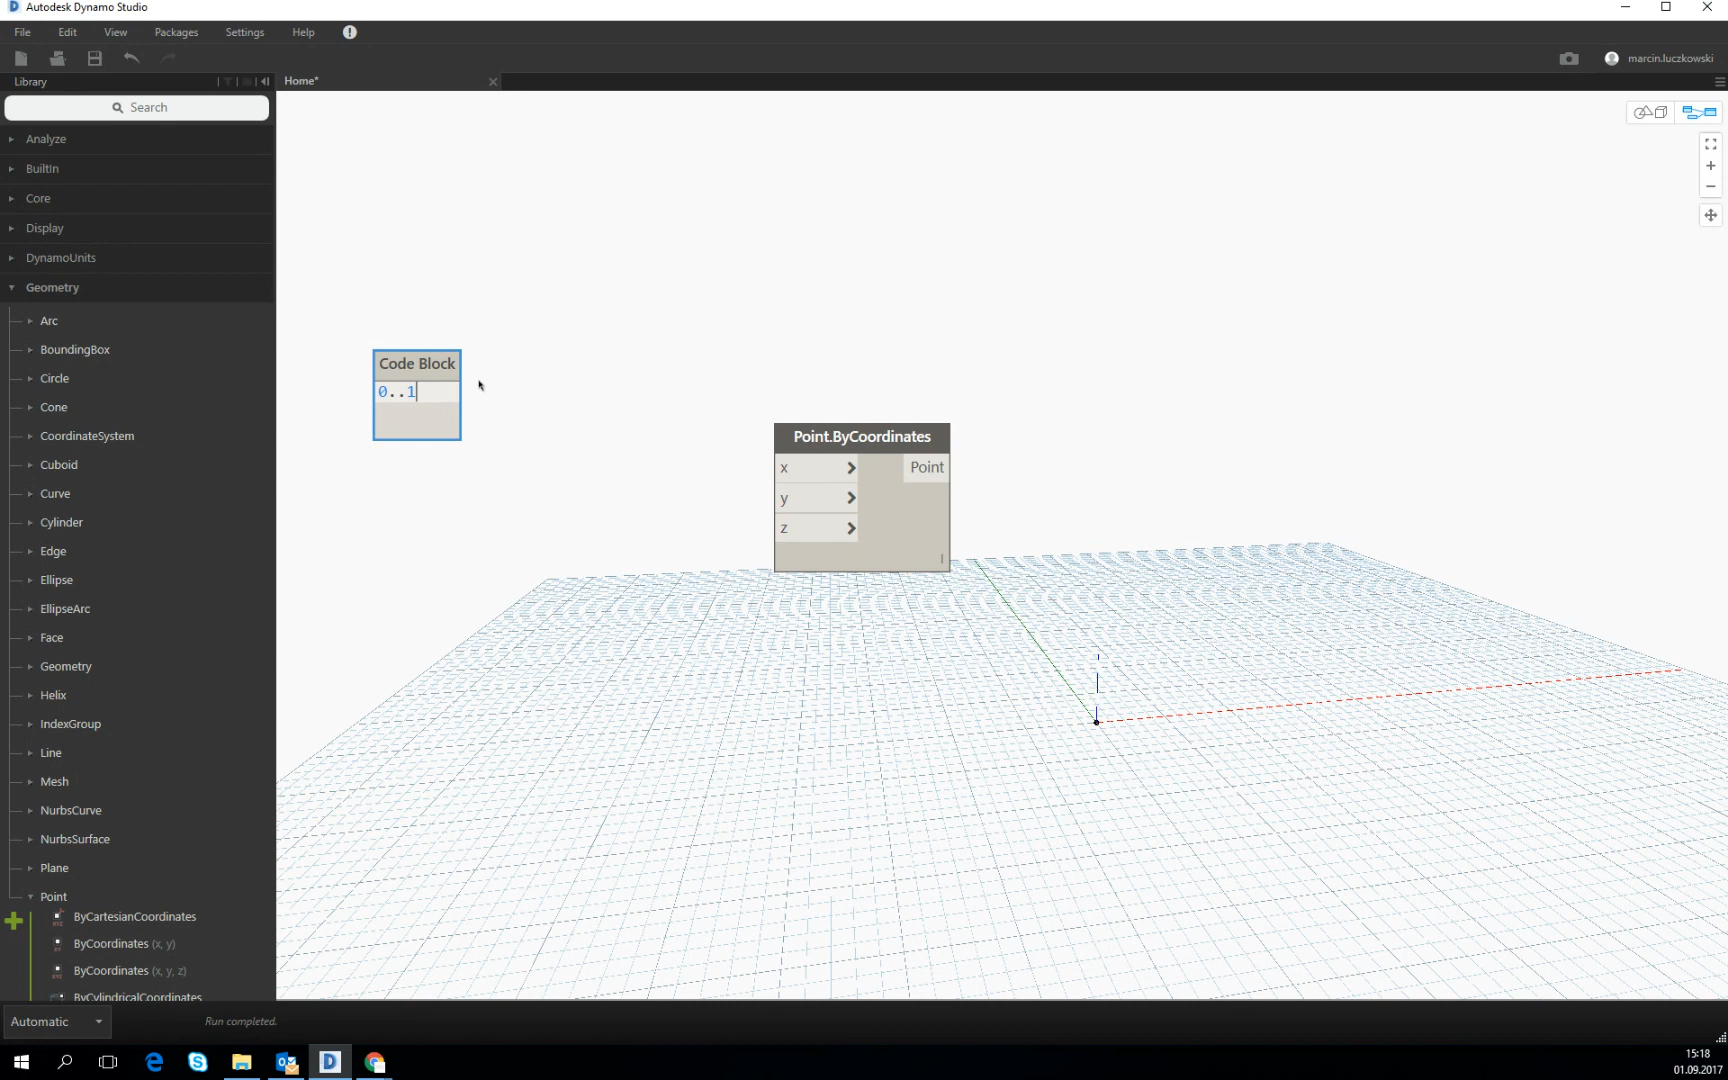 Autodesk Dynamo Studio
File Edit View Packages Settings Help
marcin.luczkowski
Library
Home*
Search
Analyze
BuiltIn
Core
Display
DynamoUnits
Geometry
Arc
BoundingBox
Circle
Cone
CoordinateSystem
Cuboid
Curve
Cylinder
Edge
Ellipse
EllipseArc
Face
Geometry
Helix
IndexGroup
Line
Mesh
NurbsCurve
NurbsSurface
Plane
Point
ByCartesianCoordinates
ByCoordinates (x, y)
ByCoordinates (x, y, z)
ByCylindricalCoordinates
Code Block
0..1
Point.ByCoordinates
x Point
y
z
Automatic
Run completed.
15:18
01.09.2017